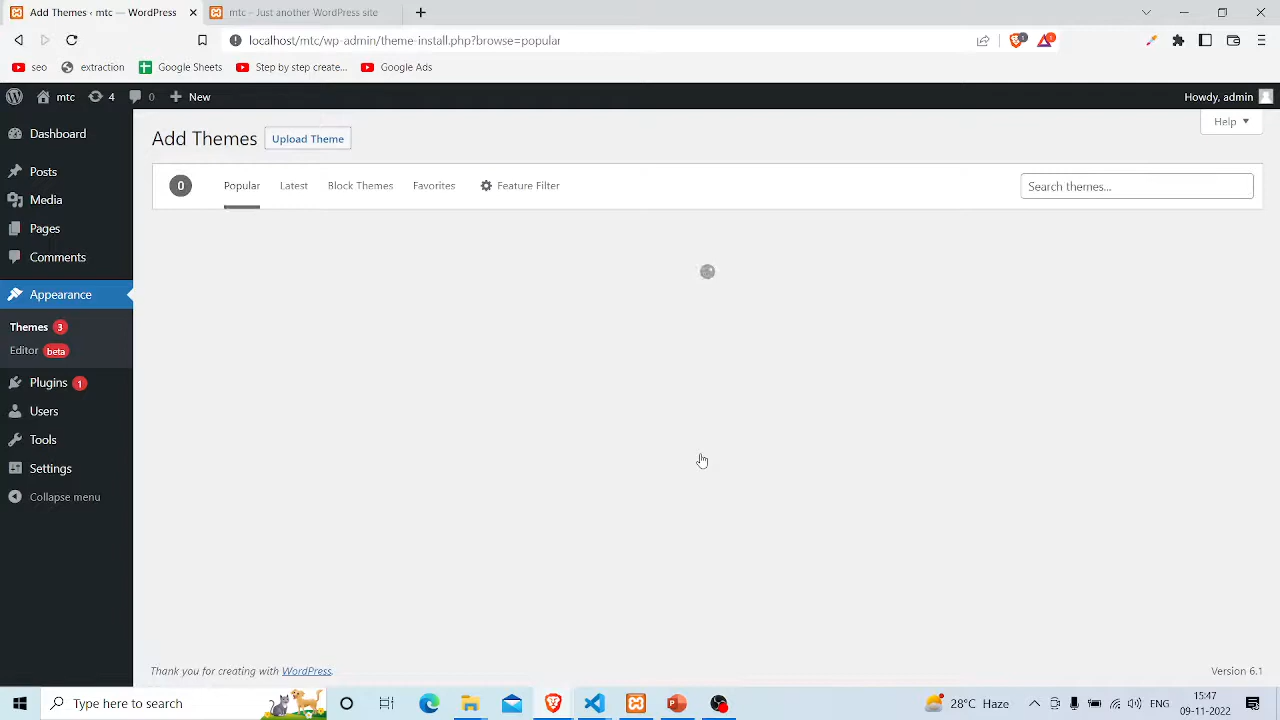 Add Themes ‹ mtc — WordPress
mtc – Just another WordPress site
localhost/mtc/wp-admin/theme-install.php?browse=popular
seo
extraction
Google Sheets
Step by step create...
Google Ads
mtc
4
0
New
Howdy, admin
Dashboard
Posts
Media
Pages
Comments
Appearance
Themes 3
Editor beta
Plugins 1
Users
Tools
Settings
Collapse menu
Add Themes
Upload Theme
Help
0
Popular
Latest
Block Themes
Favorites
Feature Filter
Search themes...
Thank you for creating with WordPress.
Version 6.1
Type here to search
28°C Haze
ENG
15:47
09-11-2022